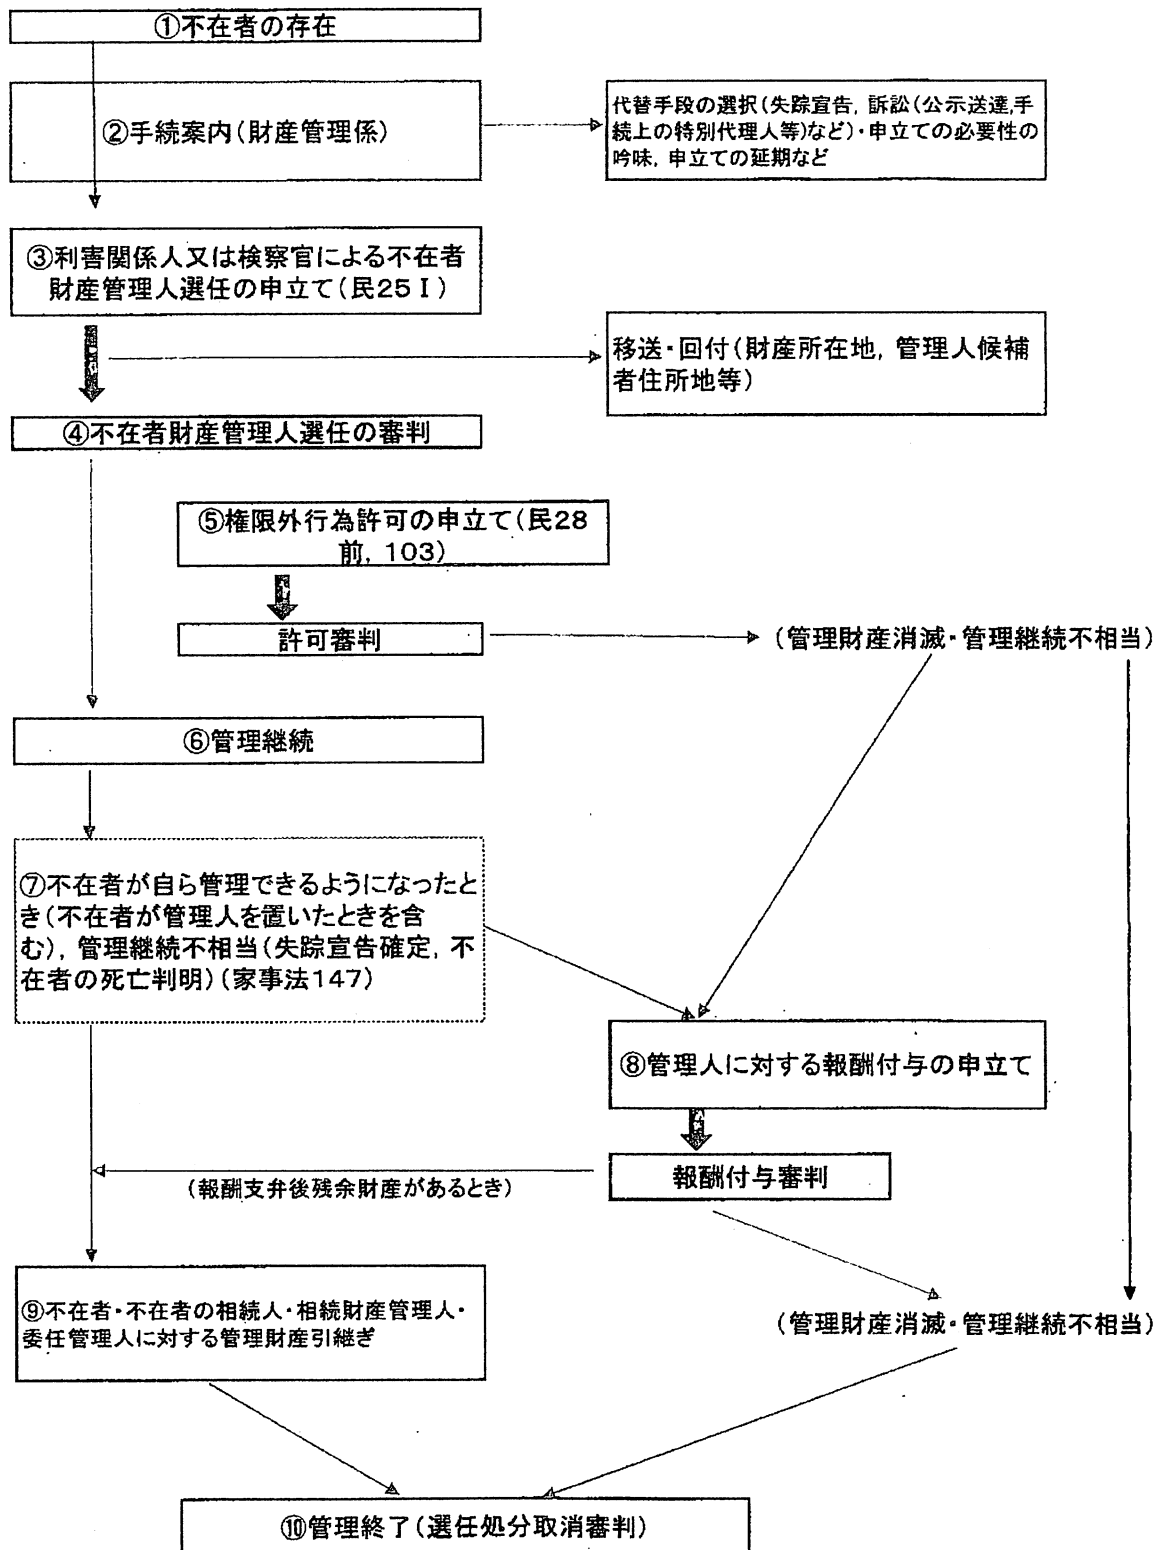 ①不在者の存在
②手続案内(財産管理係)
代替手段の選択(失踪宣告,訴訟(公示送達,手
続上の特別代理人等)など)・申立ての必要性の
吟味,申立ての延期など
③利害関係人又は検察官による不在者
財産管理人選任の申立て(民25Ⅰ)
移送・回付(財産所在地,管理人候補
者住所地等)
④不在者財産管理人選任の審判
⑤権限外行為許可の申立て(民28
前,103)
許可審判
(管理財産消滅・管理継続不相当)
⑥管理継続
⑦不在者が自ら管理できるようになったと
き(不在者が管理人を置いたときを含
む),管理継続不相当(失踪宣告確定,不
在者の死亡判明)(家事法147)
⑧管理人に対する報酬付与の申立て
報酬付与審判
(報酬支弁後残余財産があるとき)
⑨不在者・不在者の相続人・相続財産管理人・
委任管理人に対する管理財産引継ぎ
(管理財産消滅・管理継続不相当)
⑩管理終了(選任処分取消審判)